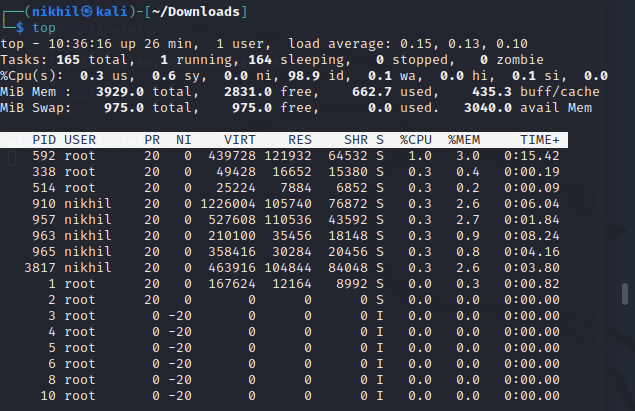 ┌──(nikhil㉿kali)-[~/Downloads]
└─$ top
top - 10:36:16 up 26 min,  1 user,  load average: 0.15, 0.13, 0.10
Tasks: 165 total,   1 running, 164 sleeping,   0 stopped,   0 zombie
%Cpu(s):  0.3 us,  0.6 sy,  0.0 ni, 98.9 id,  0.1 wa,  0.0 hi,  0.1 si,  0.0
MiB Mem :   3929.0 total,   2831.0 free,    662.7 used,    435.3 buff/cache
MiB Swap:    975.0 total,    975.0 free,      0.0 used.   3040.0 avail Mem
PID USER      PR  NI    VIRT    RES    SHR S  %CPU  %MEM     TIME+
592 root      20   0  439728 121932  64532 S   1.0   3.0   0:15.42
338 root      20   0   49428  16652  15380 S   0.3   0.4   0:00.19
514 root      20   0   25224   7884   6852 S   0.3   0.2   0:00.09
910 nikhil    20   0 1226004 105740  76872 S   0.3   2.6   0:06.04
957 nikhil    20   0  527608 110536  43592 S   0.3   2.7   0:01.84
963 nikhil    20   0  210100  35456  18148 S   0.3   0.9   0:08.24
965 nikhil    20   0  358416  30284  20456 S   0.3   0.8   0:04.16
3817 nikhil    20   0  463916 104844  84048 S   0.3   2.6   0:03.80
1 root      20   0  167624  12164   8992 S   0.0   0.3   0:00.82
2 root      20   0       0      0      0 S   0.0   0.0   0:00.00
3 root       0 -20       0      0      0 I   0.0   0.0   0:00.00
4 root       0 -20       0      0      0 I   0.0   0.0   0:00.00
5 root       0 -20       0      0      0 I   0.0   0.0   0:00.00
6 root       0 -20       0      0      0 I   0.0   0.0   0:00.00
8 root       0 -20       0      0      0 I   0.0   0.0   0:00.00
10 root       0 -20       0      0      0 I   0.0   0.0   0:00.00